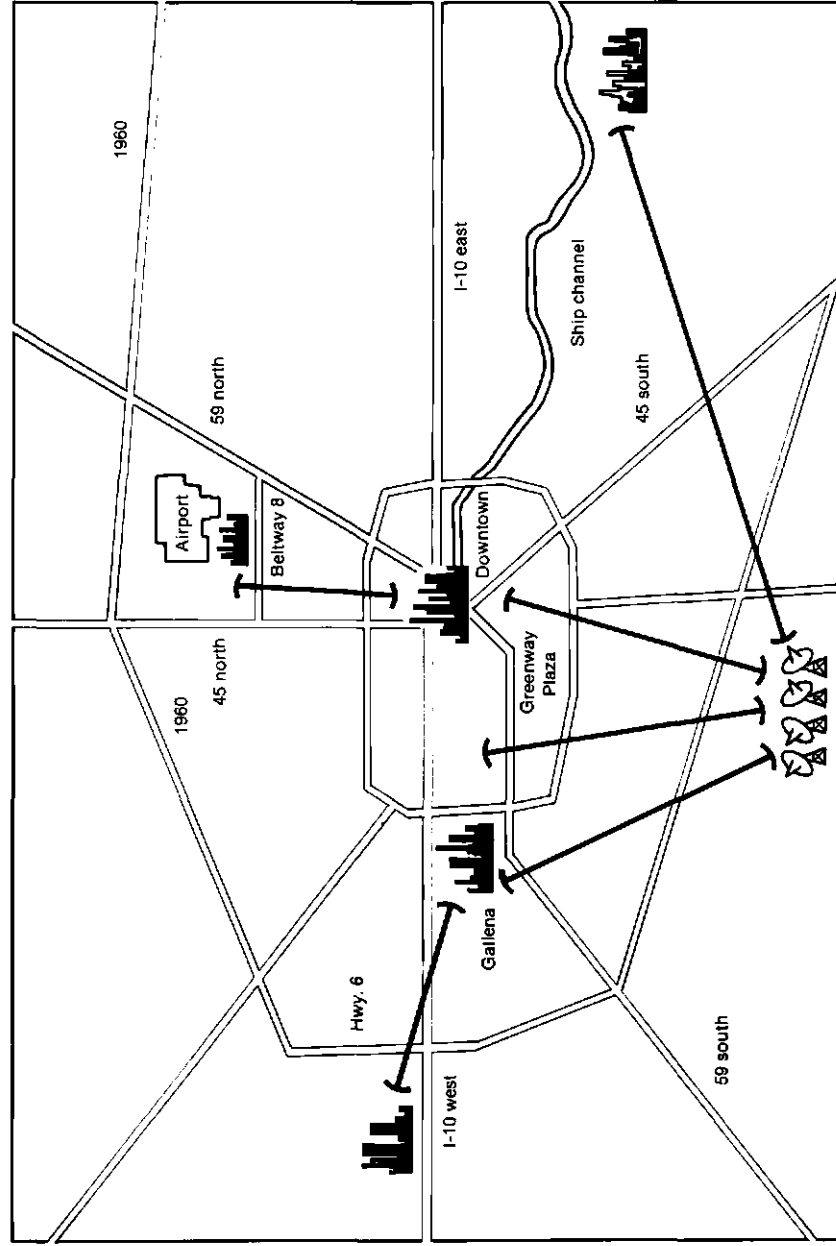 1960
1960
Airport
59 north
45 north
Beltway 8
Hwy. 6
I-10 west
I-10 east
Downtown
Gallena
Greenway
Plaza
Ship channel
45 south
59 south